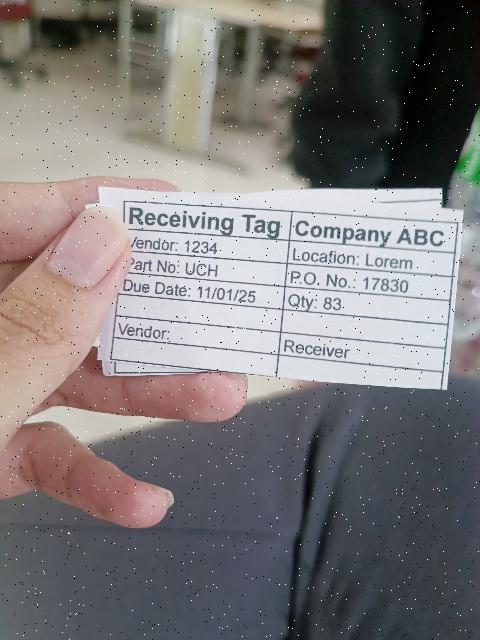 Receiving Tag Company ABC
Vendor: 1234 Location: Lorem
Part No: UCH P.O. No.: 17830
Due Date: 11/01/25 Qty: 83
Vendor: Receiver